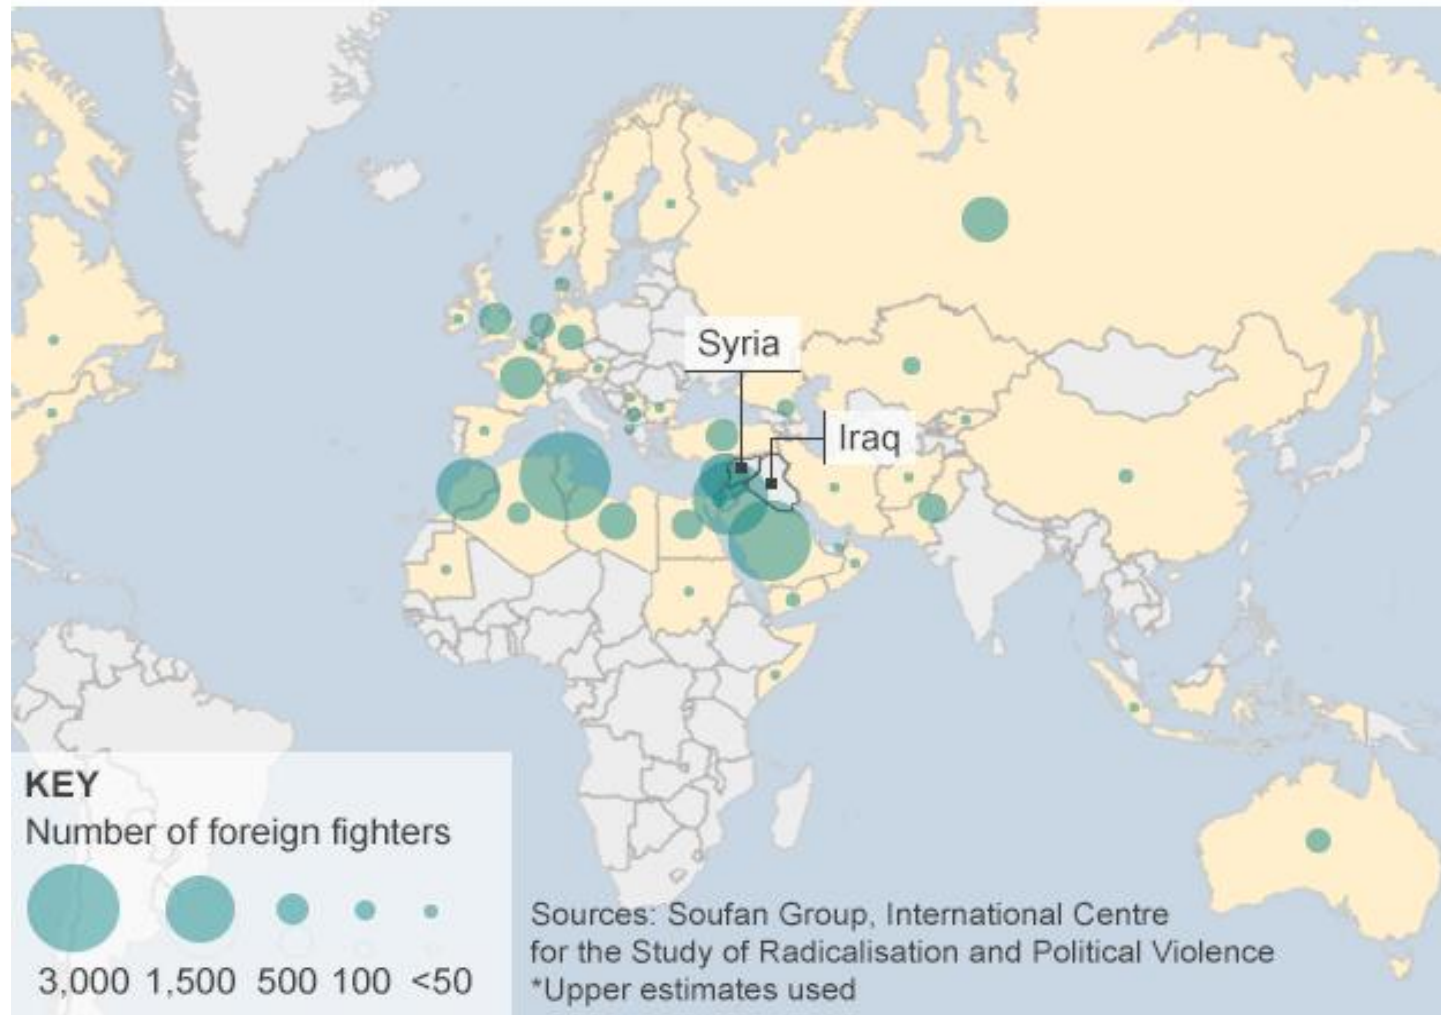 Syria
Iraq
KEY
Number of foreign fighters
3,000 1,500 500 100 <50
Sources: Soufan Group, International Centre
for the Study of Radicalisation and Political Violence
*Upper estimates used